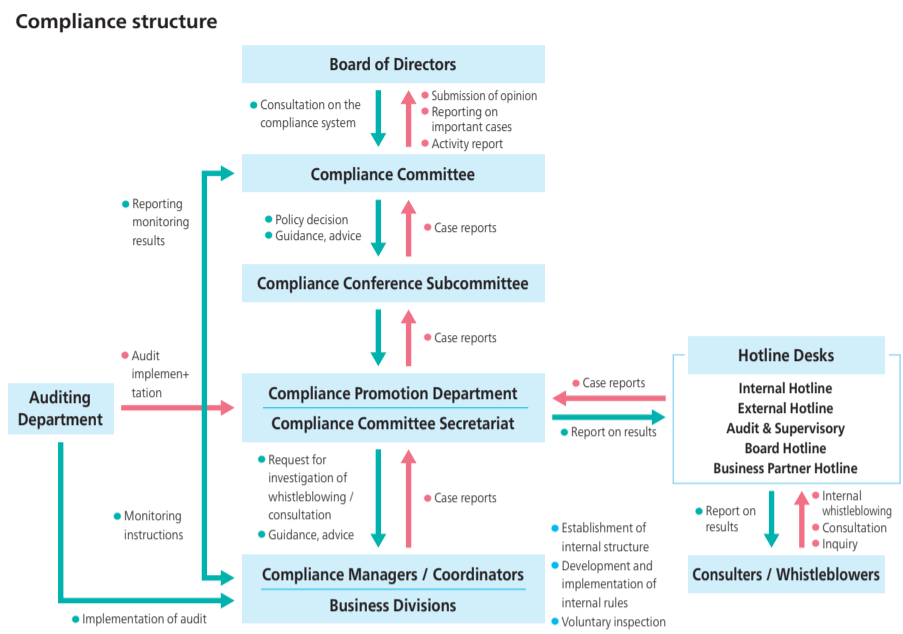 Compliance structure
Board of Directors
Consultation on the
compliance system
Submission of opinion
Reporting on
important cases
Activity report
Compliance Committee
Reporting
monitoring
results
Policy decision
Guidance, advice
Case reports
Compliance Conference Subcommittee
Case reports
Audit
implemen+
tation
Auditing
Department
Compliance Promotion Department
Compliance Committee Secretariat
Case reports
Report on results
Hotline Desks
Internal Hotline
External Hotline
Audit & Supervisory
Board Hotline
Business Partner Hotline
Request for
investigation of
whistleblowing /
consultation
Guidance, advice
Case reports
Monitoring
instructions
Report on
results
Internal
whistleblowing
Consultation
Inquiry
Establishment of
internal structure
Development and
implementation of
internal rules
Voluntary inspection
Compliance Managers / Coordinators
Business Divisions
Consulters / Whistleblowers
Implementation of audit